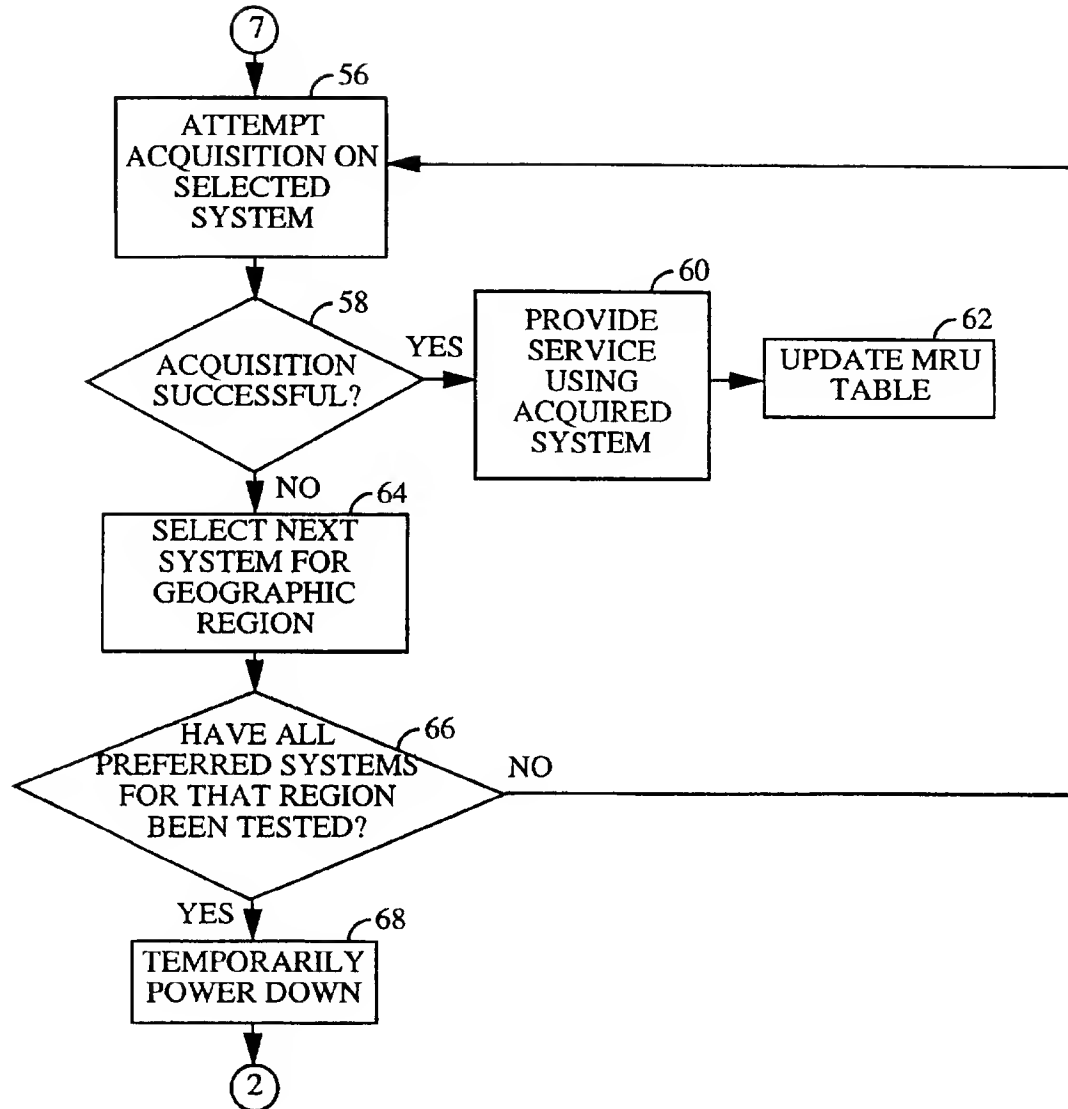 7
56
ATTEMPT
ACQUISITION ON
SELECTED
SYSTEM
58
ACQUISITION
SUCCESSFUL?
YES
60
PROVIDE
SERVICE
USING
ACQUIRED
SYSTEM
62
UPDATE MRU
TABLE
NO
64
SELECT NEXT
SYSTEM FOR
GEOGRAPHIC
REGION
66
HAVE ALL
PREFERRED SYSTEMS
FOR THAT REGION
BEEN TESTED?
NO
YES
68
TEMPORARILY
POWER DOWN
2